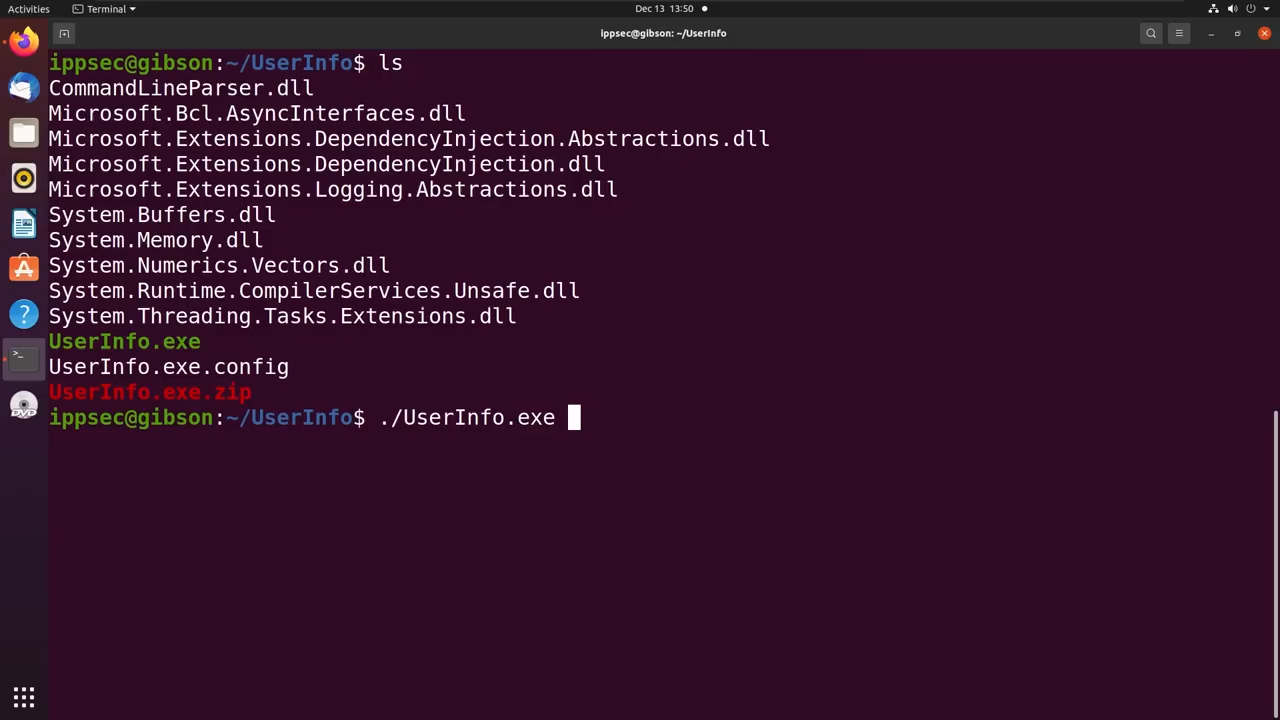 Activities
Terminal
Dec 13 13:50
ippsec@gibson: ~/UserInfo
ippsec@gibson:~/UserInfo$ ls
CommandLineParser.dll
Microsoft.Bcl.AsyncInterfaces.dll
Microsoft.Extensions.DependencyInjection.Abstractions.dll
Microsoft.Extensions.DependencyInjection.dll
Microsoft.Extensions.Logging.Abstractions.dll
System.Buffers.dll
System.Memory.dll
System.Numerics.Vectors.dll
System.Runtime.CompilerServices.Unsafe.dll
System.Threading.Tasks.Extensions.dll
UserInfo.exe
UserInfo.exe.config
UserInfo.exe.zip
ippsec@gibson:~/UserInfo$ ./UserInfo.exe
DVD